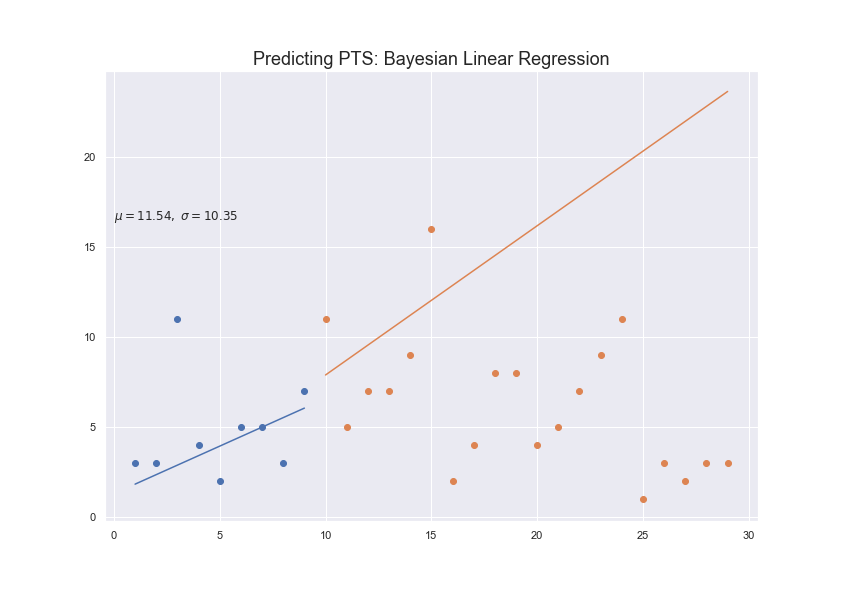 Predicting PTS: Bayesian Linear Regression
20
μ = 11.54, σ = 10.35
15
10
5
0
0 5 10 15 20 25 30